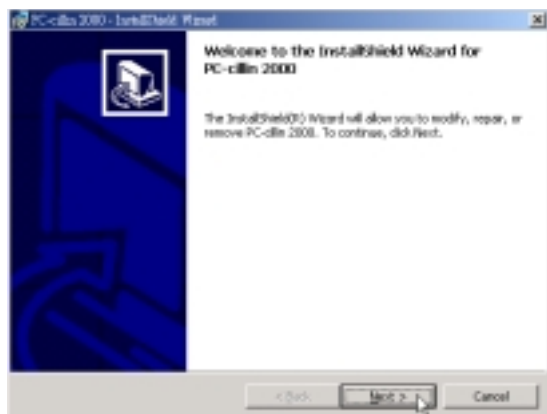 PC-cillin 2000 - InstallShield Wizard
Welcome to the InstallShield Wizard for
PC-cillin 2000
The InstallShield(R) Wizard will allow you to modify, repair, or
remove PC-cillin 2000. To continue, click Next.
< Back
Next >
Cancel